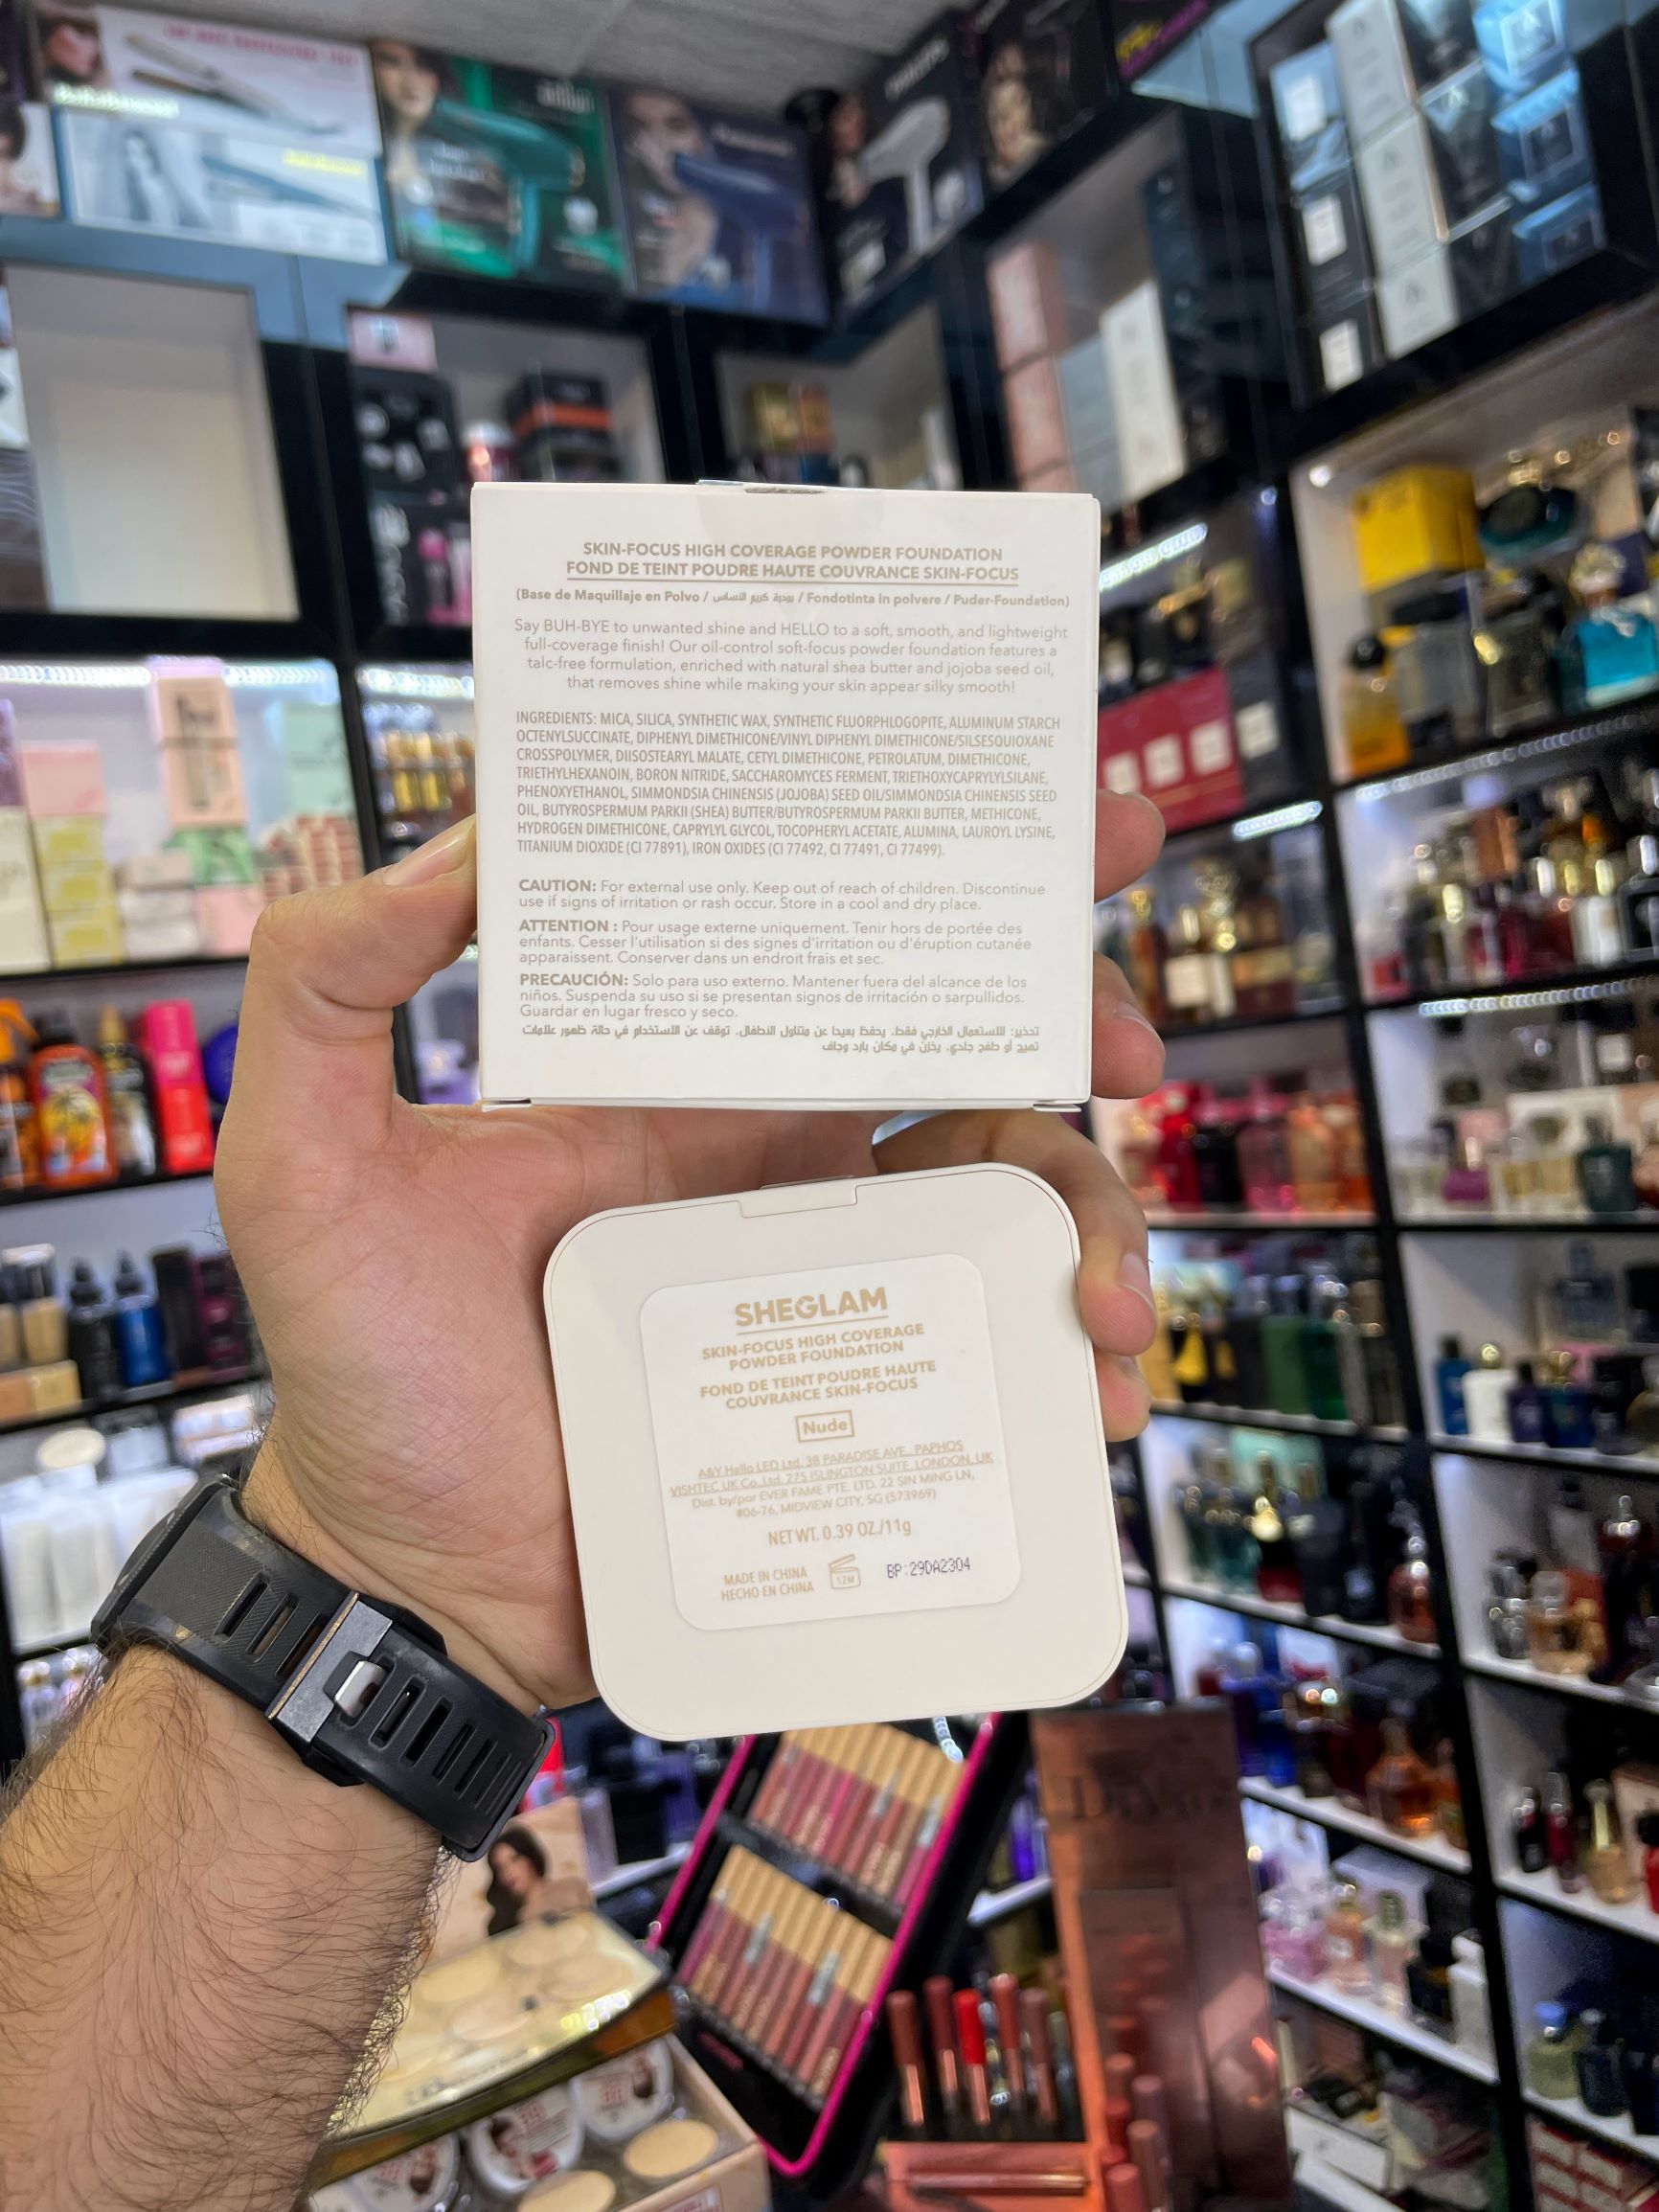 SKIN-FOCUS HIGH COVERAGE POWDER FOUNDATION
FOND DE TEINT POUDRE HAUTE COUVRANCE SKIN-FOCUS
(Base de Maquillaje en Polvo / بودرة كريم الاساس / Fondotinta in polvere / Puder-Foundation)
Say BUH-BYE to unwanted shine and HELLO to a soft, smooth, and lightweight
full-coverage finish! Our oil-control soft-focus powder foundation features a
talc-free formulation, enriched with natural shea butter and jojoba seed oil,
that removes shine while making your skin appear silky smooth!
INGREDIENTS: MICA, SILICA, SYNTHETIC WAX, SYNTHETIC FLUORPHLOGOPITE, ALUMINUM STARCH
OCTENYLSUCCINATE, DIPHENYL DIMETHICONE/VINYL DIPHENYL DIMETHICONE/SILSESQUIOXANE
CROSSPOLYMER, DIISOSTEARYL MALATE, CETYL DIMETHICONE, PETROLATUM, DIMETHICONE,
TRIETHYLHEXANOIN, BORON NITRIDE, SACCHAROMYCES FERMENT, TRIETHOXYCAPRYLYLSILANE,
PHENOXYETHANOL, SIMMONDSIA CHINENSIS (JOJOBA) SEED OIL/SIMMONDSIA CHINENSIS SEED
OIL, BUTYROSPERMUM PARKII (SHEA) BUTTER/BUTYROSPERMUM PARKII BUTTER, METHICONE,
HYDROGEN DIMETHICONE, CAPRYLYL GLYCOL, TOCOPHERYL ACETATE, ALUMINA, LAUROYL LYSINE,
TITANIUM DIOXIDE (CI 77891), IRON OXIDES (CI 77492, CI 77491, CI 77499).
CAUTION: For external use only. Keep out of reach of children. Discontinue
use if signs of irritation or rash occur. Store in a cool and dry place.
ATTENTION : Pour usage externe uniquement. Tenir hors de portée des
enfants. Cesser l'utilisation si des signes d'irritation ou d'éruption cutanée
apparaissent. Conserver dans un endroit frais et sec.
PRECAUCIÓN: Solo para uso externo. Mantener fuera del alcance de los
niños. Suspenda su uso si se presentan signos de irritación o sarpullidos.
Guardar en lugar fresco y seco.
تحذير: للاستعمال الخارجي فقط. يحفظ بعيدا عن متناول الاطفال. توقف عن الاستخدام في حالة ظهور علامات
تهيج أو طفح جلدي. يخزن في مكان بارد وجاف
SHEGLAM
SKIN-FOCUS HIGH COVERAGE
POWDER FOUNDATION
FOND DE TEINT POUDRE HAUTE
COUVRANCE SKIN-FOCUS
Nude
A&Y Hello LED Ltd. 3B PARADISE AVE., PAPHOS
VISHTEC UK Co., Ltd. 275 ISLINGTON SUITE, LONDON, UK
Dist. by/por EVER FAME PTE. LTD. 22 SIN MING LN,
#06-76, MIDVIEW CITY, SG (573969)
NET WT. 0.39 OZ./11g
MADE IN CHINA
HECHO EN CHINA
12M
BP:29DA2304